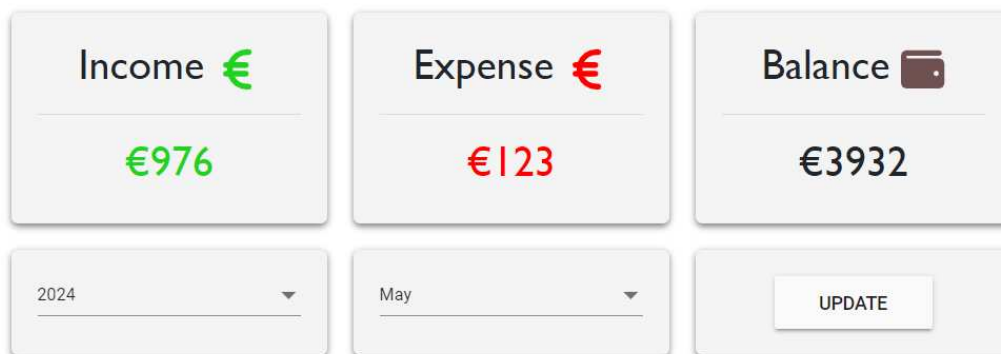 Income €
Expense €
Balance
€976
€123
€3932
2024
May
UPDATE